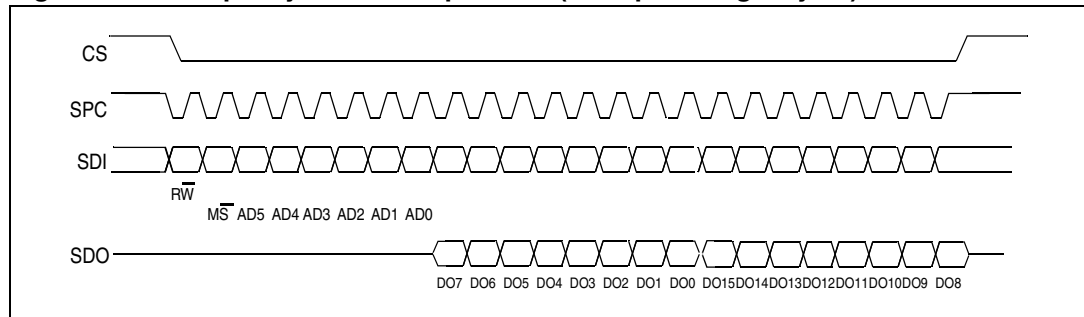 CS
SPC
SDI
RW̅
MS̅ AD5 AD4 AD3 AD2 AD1 AD0
SDO
DO7 DO6 DO5 DO4 DO3 DO2 DO1 DO0 DO15 DO14 DO13 DO12 DO11 DO10 DO9 DO8